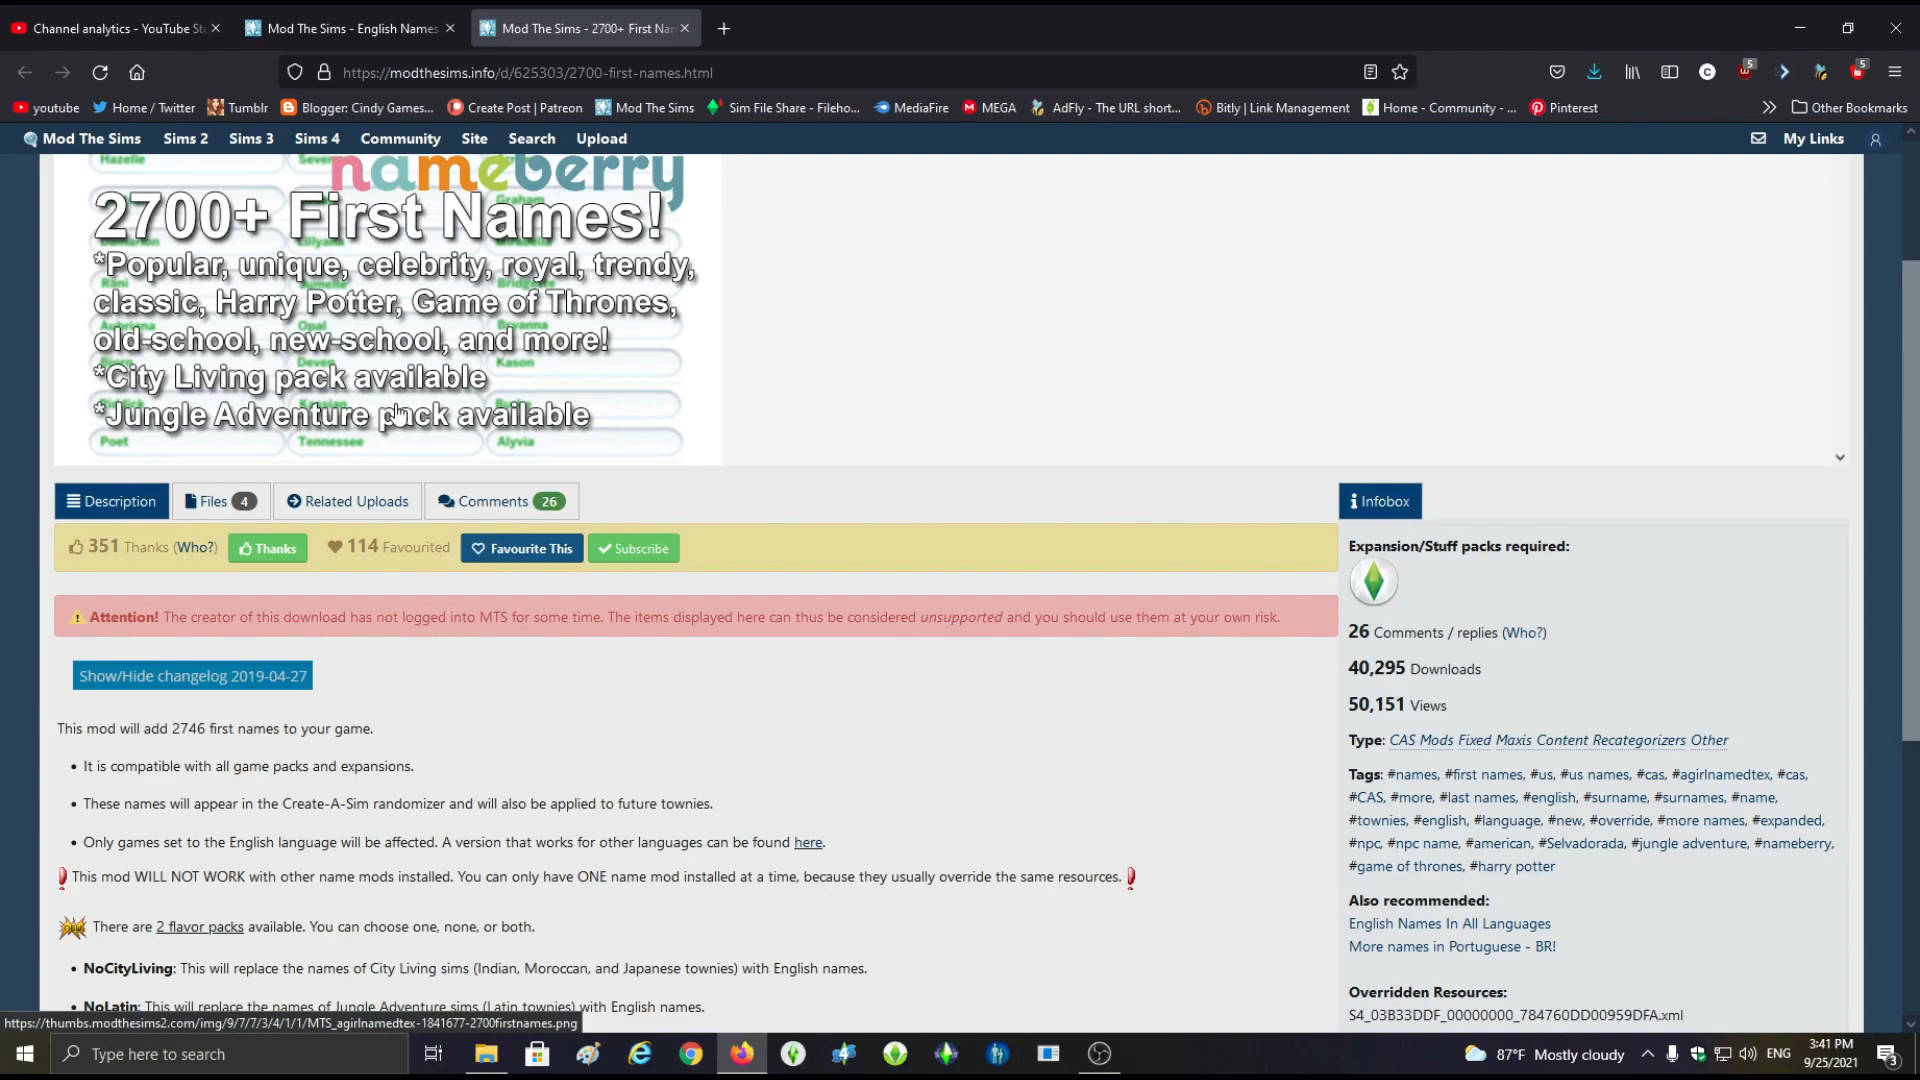 Channel analytics - YouTube Stu
Mod The Sims - English Names
Mod The Sims - 2700+ First Nam
https://modthesims.info/d/625303/2700-first-names.html
5
5
youtube
Home / Twitter
Tumblr
Blogger: Cindy Games...
Create Post | Patreon
Mod The Sims
Sim File Share - Fileho...
MediaFire
MEGA
AdFly - The URL short...
Bitly | Link Management
Home - Community - ...
Pinterest
Other Bookmarks
Mod The Sims
Sims 2
Sims 3
Sims 4
Community
Site
Search
Upload
My Links
Hazelle
nameberry
Graham
2700+ First Names!
*Popular, unique, celebrity, royal, trendy,
classic, Harry Potter, Game of Thrones,
Opal
Bryanna
old-school, new-school, and more!
Deven
Kason
*City Living pack available
*Jungle Adventure pack available
Poet
Tennessee
Alyvia
Description
Files 4
Related Uploads
Comments 26
Infobox
351 Thanks (Who?)
Thanks
114 Favourited
Favourite This
Subscribe
Attention! The creator of this download has not logged into MTS for some time. The items displayed here can thus be considered unsupported and you should use them at your own risk.
Show/Hide changelog 2019-04-27
This mod will add 2746 first names to your game.
• It is compatible with all game packs and expansions.
• These names will appear in the Create-A-Sim randomizer and will also be applied to future townies.
• Only games set to the English language will be affected. A version that works for other languages can be found here.
This mod WILL NOT WORK with other name mods installed. You can only have ONE name mod installed at a time, because they usually override the same resources.
NEW There are 2 flavor packs available. You can choose one, none, or both.
• NoCityLiving: This will replace the names of City Living sims (Indian, Moroccan, and Japanese townies) with English names.
• NoLatin: This will replace the names of Jungle Adventure sims (Latin townies) with English names.
Expansion/Stuff packs required:
26 Comments / replies (Who?)
40,295 Downloads
50,151 Views
Type: CAS Mods Fixed Maxis Content Recategorizers Other
Tags: #names, #first names, #us, #us names, #cas, #agirlnamedtex, #cas,
#CAS, #more, #last names, #english, #surname, #surnames, #name,
#townies, #english, #language, #new, #override, #more names, #expanded,
#npc, #npc name, #american, #Selvadorada, #jungle adventure, #nameberry,
#game of thrones, #harry potter
Also recommended:
English Names In All Languages
More names in Portuguese - BR!
Overridden Resources:
S4_03B33DDF_00000000_784760DD00959DFA.xml
https://thumbs.modthesims2.com/img/9/7/7/3/4/1/1/MTS_agirlnamedtex-1841677-2700firstnames.png
Type here to search
87°F Mostly cloudy
ENG
3:41 PM
9/25/2021
3